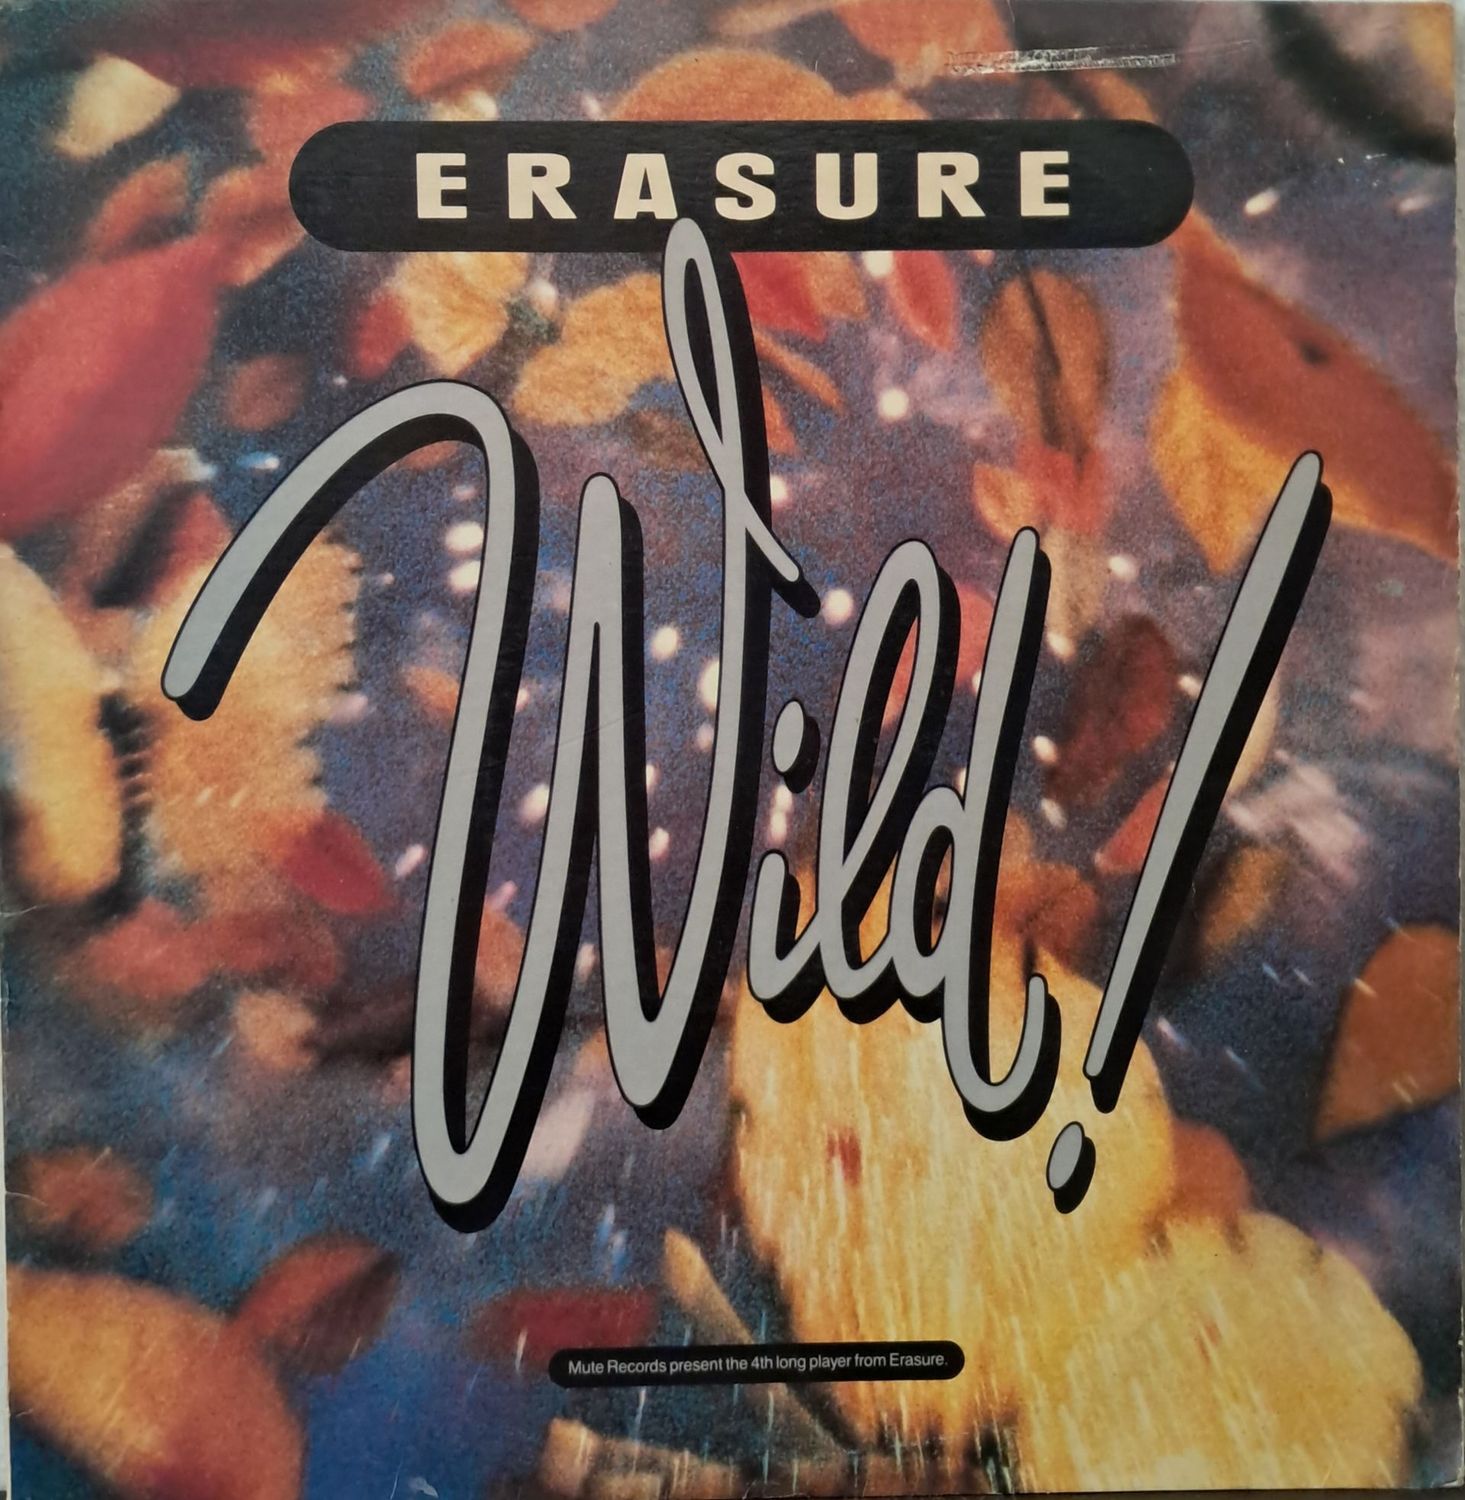 ERASURE
Wild!
Mute Records present the 4th long player from Erasure.